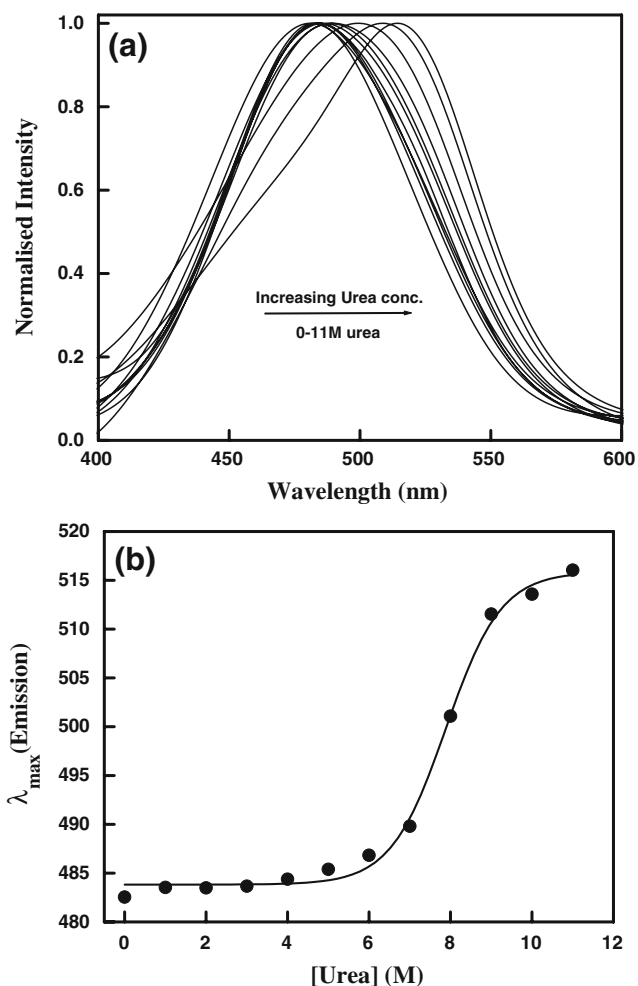 (a)
Normalised Intensity
1.0
0.8
0.6
0.4
0.2
0.0
Increasing Urea conc.
0-11M urea
400 450 500 550 600
Wavelength (nm)
(b)
λmax(Emission)
520
515
510
505
500
495
490
485
480
0 2 4 6 8 10 12
[Urea] (M)